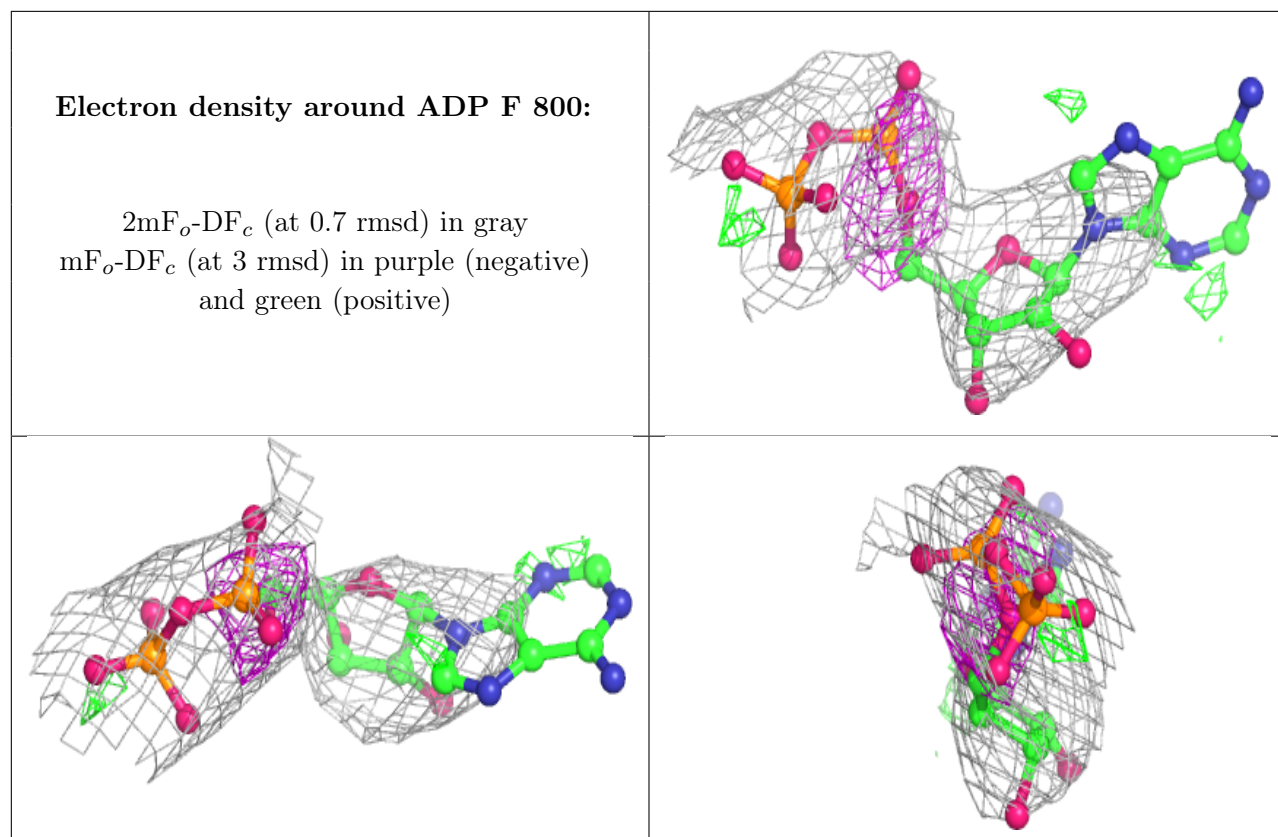 Electron density around ADP F 800:
2mFo-DFc (at 0.7 rmsd) in gray
mFo-DFc (at 3 rmsd) in purple (negative)
and green (positive)